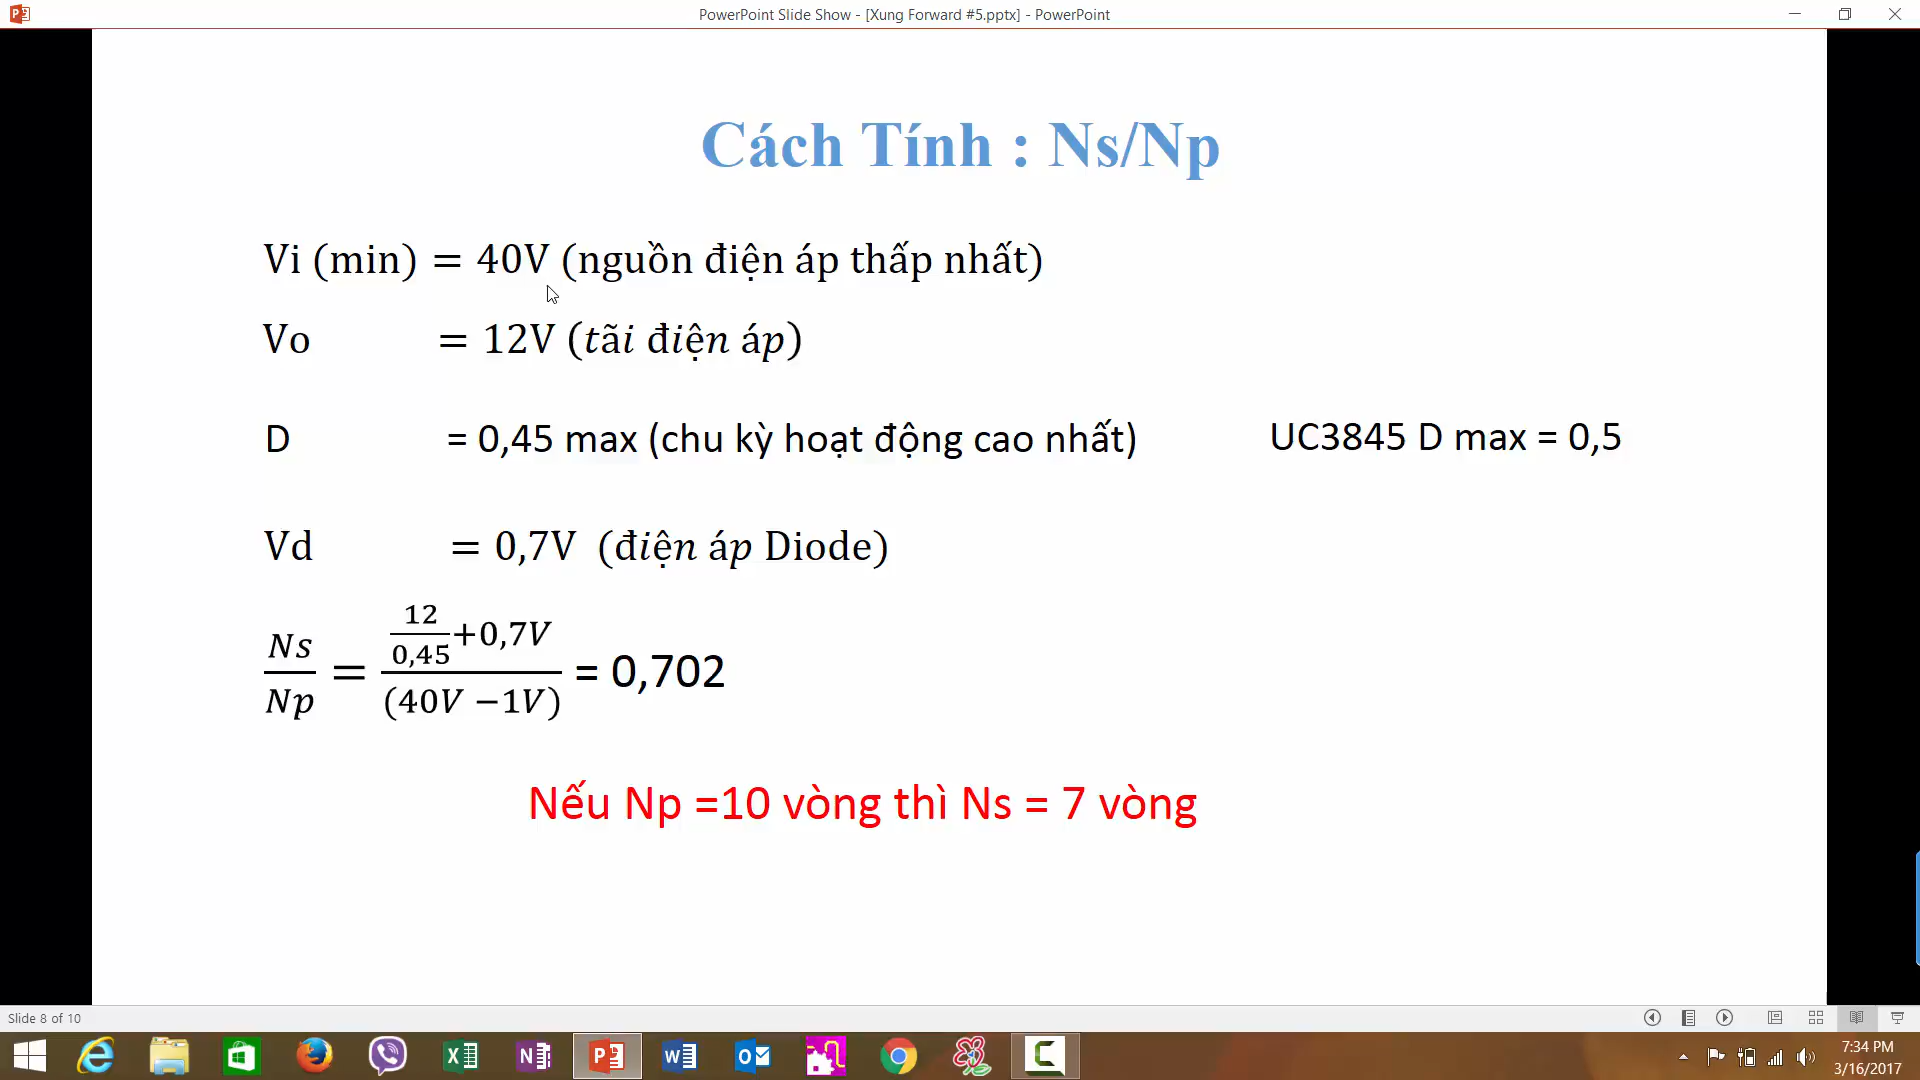 PowerPoint Slide Show - [Xung Forward #5.pptx] - PowerPoint
Cách Tính : Ns/Np
Vi (min) = 40V (nguồn điện áp thấp nhất)
Vo = 12V (tãi điện áp)
D = 0,45 max (chu kỳ hoạt động cao nhất) UC3845 D max = 0,5
Vd = 0,7V (điện áp Diode)
Ns/Np = (12/0,45 +0,7V)/(40V −1V) = 0,702
Nếu Np =10 vòng thì Ns = 7 vòng
Slide 8 of 10
7:34 PM
3/16/2017